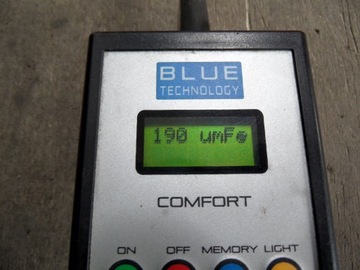 BLUE
TECHNOLOGY
190 umFe
COMFORT
ON OFF MEMORY LIGHT